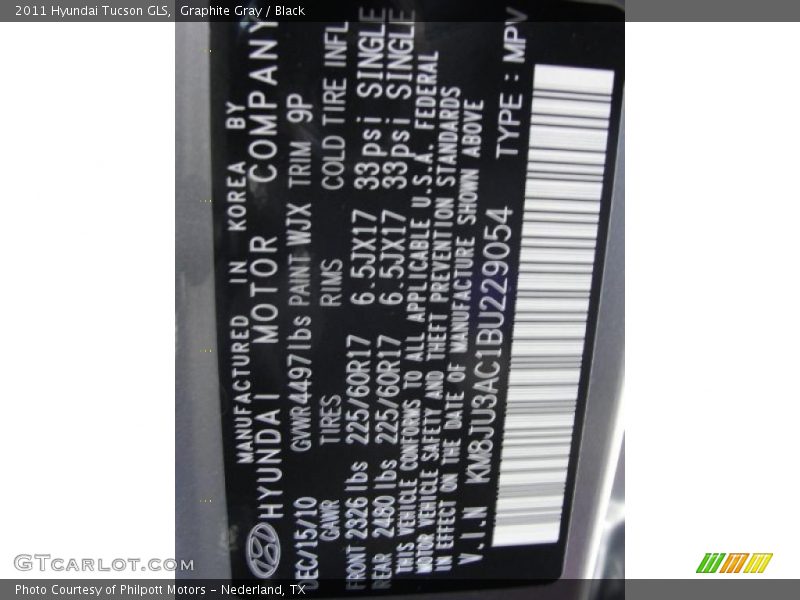 2011 Hyundai Tucson GLS, Graphite Gray / Black
MANUFACTURED IN KOREA BY
HYUNDAI MOTOR COMPANY
DEC/15/10 GVWR 4497lbs PAINT WJX TRIM 9P
GAWR TIRES RIMS COLD TIRE INFL
FRONT 2326 lbs 225/60R17 6.5JX17 33psi SINGLE
REAR 2480 lbs 225/60R17 6.5JX17 33psi SINGLE
THIS VEHICLE CONFORMS TO ALL APPLICABLE U.S.A. FEDERAL
MOTOR VEHICLE SAFETY AND THEFT PREVENTION STANDARDS
IN EFFECT ON THE DATE OF MANUFACTURE SHOWN ABOVE
V.I.N KM8JU3AC1BU229054 TYPE : MPV
GTCARLOT.COM
Photo Courtesy of Philpott Motors - Nederland, TX